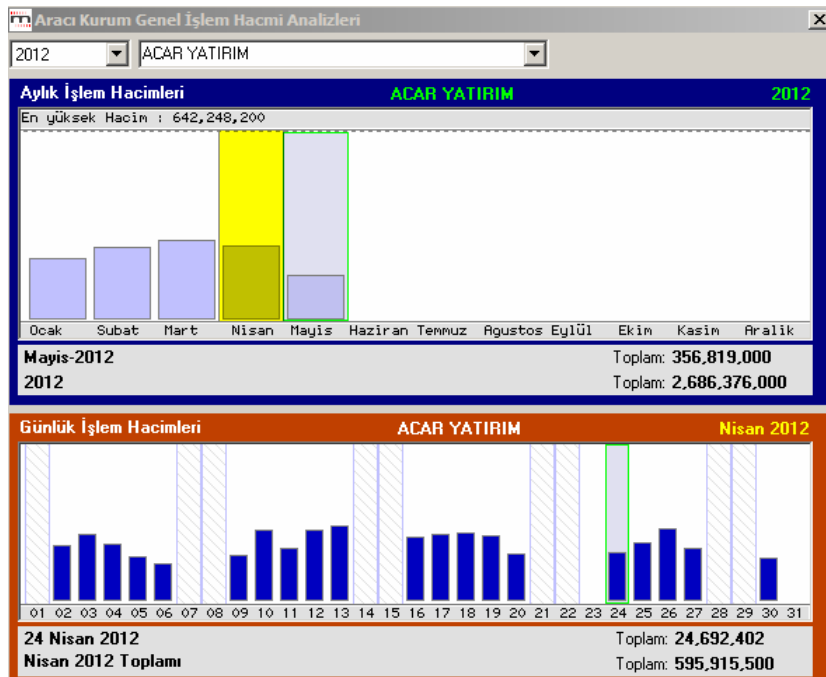 Aracı Kurum Genel İşlem Hacmi Analizleri
2012 ACAR YATIRIM
Aylık İşlem Hacimleri ACAR YATIRIM 2012
En yüksek Hacim : 642,248,200
Ocak Subat Mart Nisan Mayis Haziran Temmuz Agustos Eylül Ekim Kasim Aralik
Mayis-2012 Toplam: 356,819,000
2012 Toplam: 2,686,376,000
Günlük İşlem Hacimleri ACAR YATIRIM Nisan 2012
01 02 03 04 05 06 07 08 09 10 11 12 13 14 15 16 17 18 19 20 21 22 23 24 25 26 27 28 29 30 31
24 Nisan 2012 Toplam: 24,692,402
Nisan 2012 Toplamı Toplam: 595,915,500